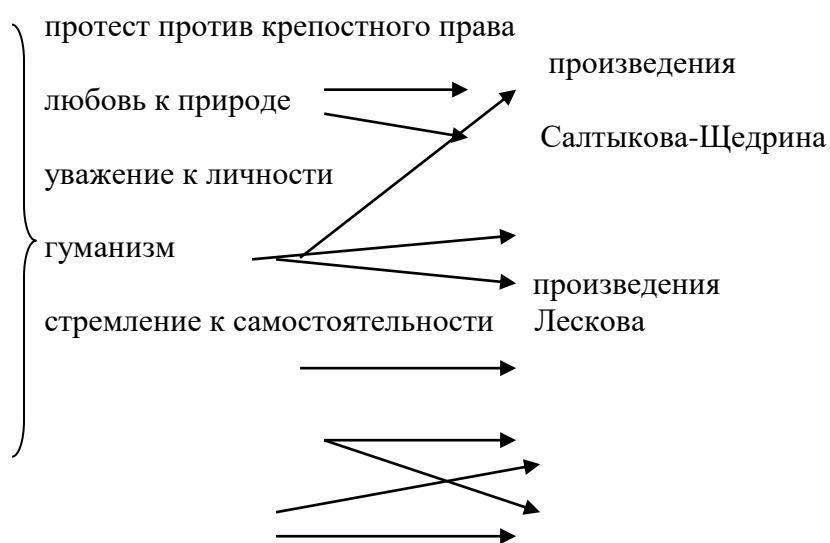 протест против крепостного права
произведения
любовь к природе
Салтыкова-Щедрина
уважение к личности
гуманизм
произведения
стремление к самостоятельности Лескова